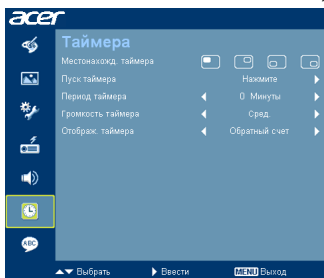 acer
Таймера
Местонахожд. таймера
Пуск таймера Нажмите
Период таймера 0 Минуты
Громкость таймера Сред.
Отображ. таймера Обратный счет
ABC
Выбрать Ввести MENU Выход